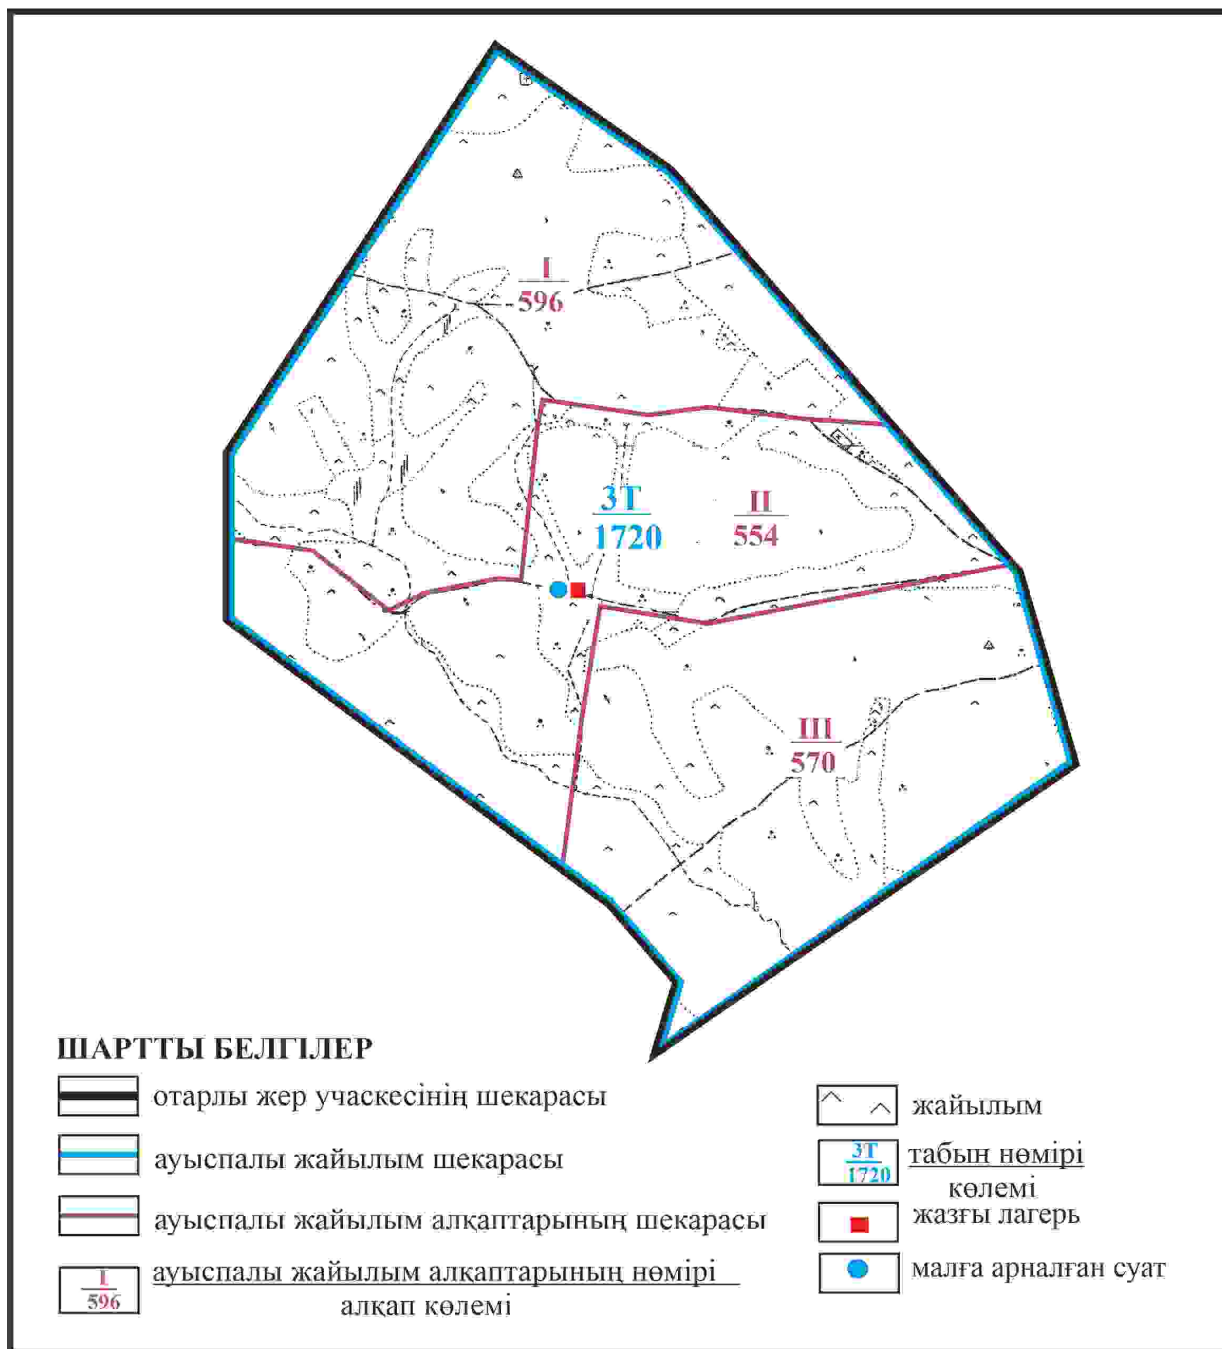 I
596
3Т
1720
II
554
III
570
ШАРТТЫ БЕЛГІЛЕР
отарлы жер учаскесінің шекарасы
ауыспалы жайылым шекарасы
ауыспалы жайылым алқаптарының шекарасы
I
596
ауыспалы жайылым алқаптарының нөмірі
алқап көлемі
жайылым
3Т
1720
табын нөмірі
көлемі
жазғы лагерь
малға арналған суат